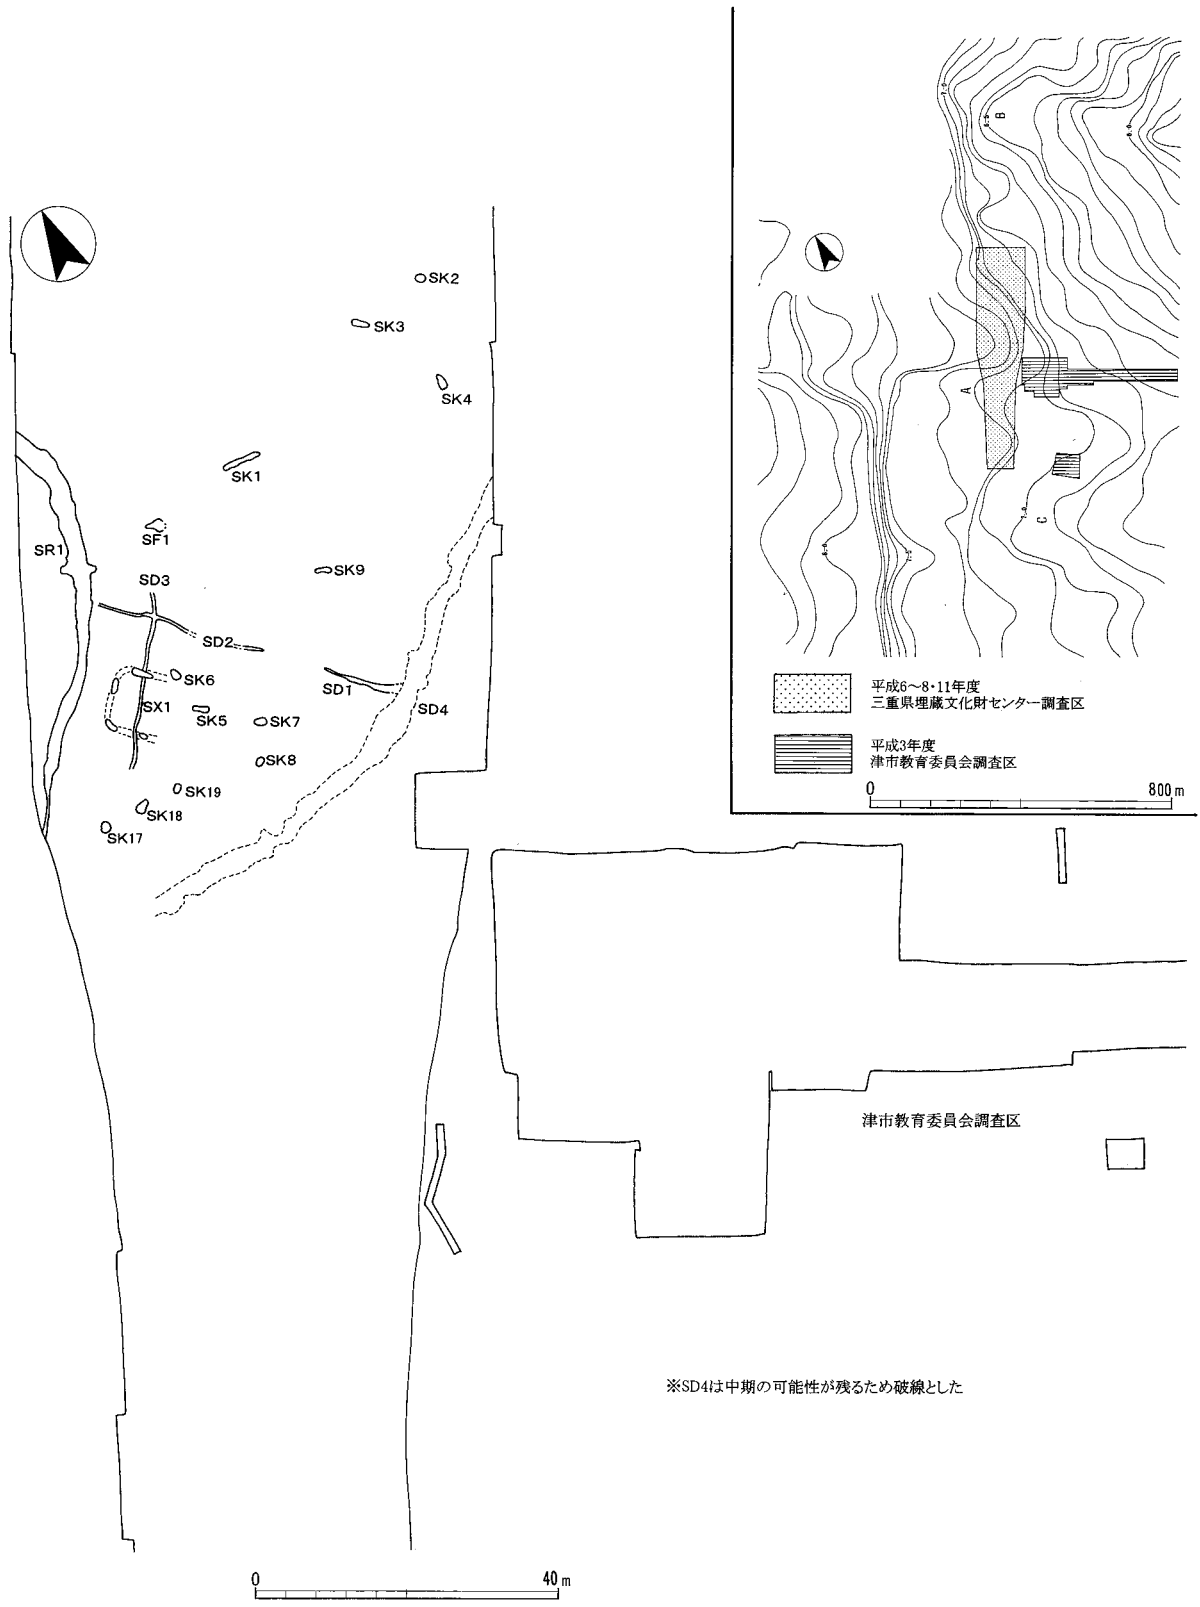 SK2
SK3
SK4
SK1
SF1
SR1
SK9
SD3
SD2
SK6
SD1
SX1
SK5
SK7
SD4
SK8
SK19
SK18
SK17
B
A
C
平成6～8・11年度
三重県埋蔵文化財センター調査区
平成3年度
津市教育委員会調査区
0 800m
津市教育委員会調査区
※SD4は中期の可能性が残るため破線とした
0 40m